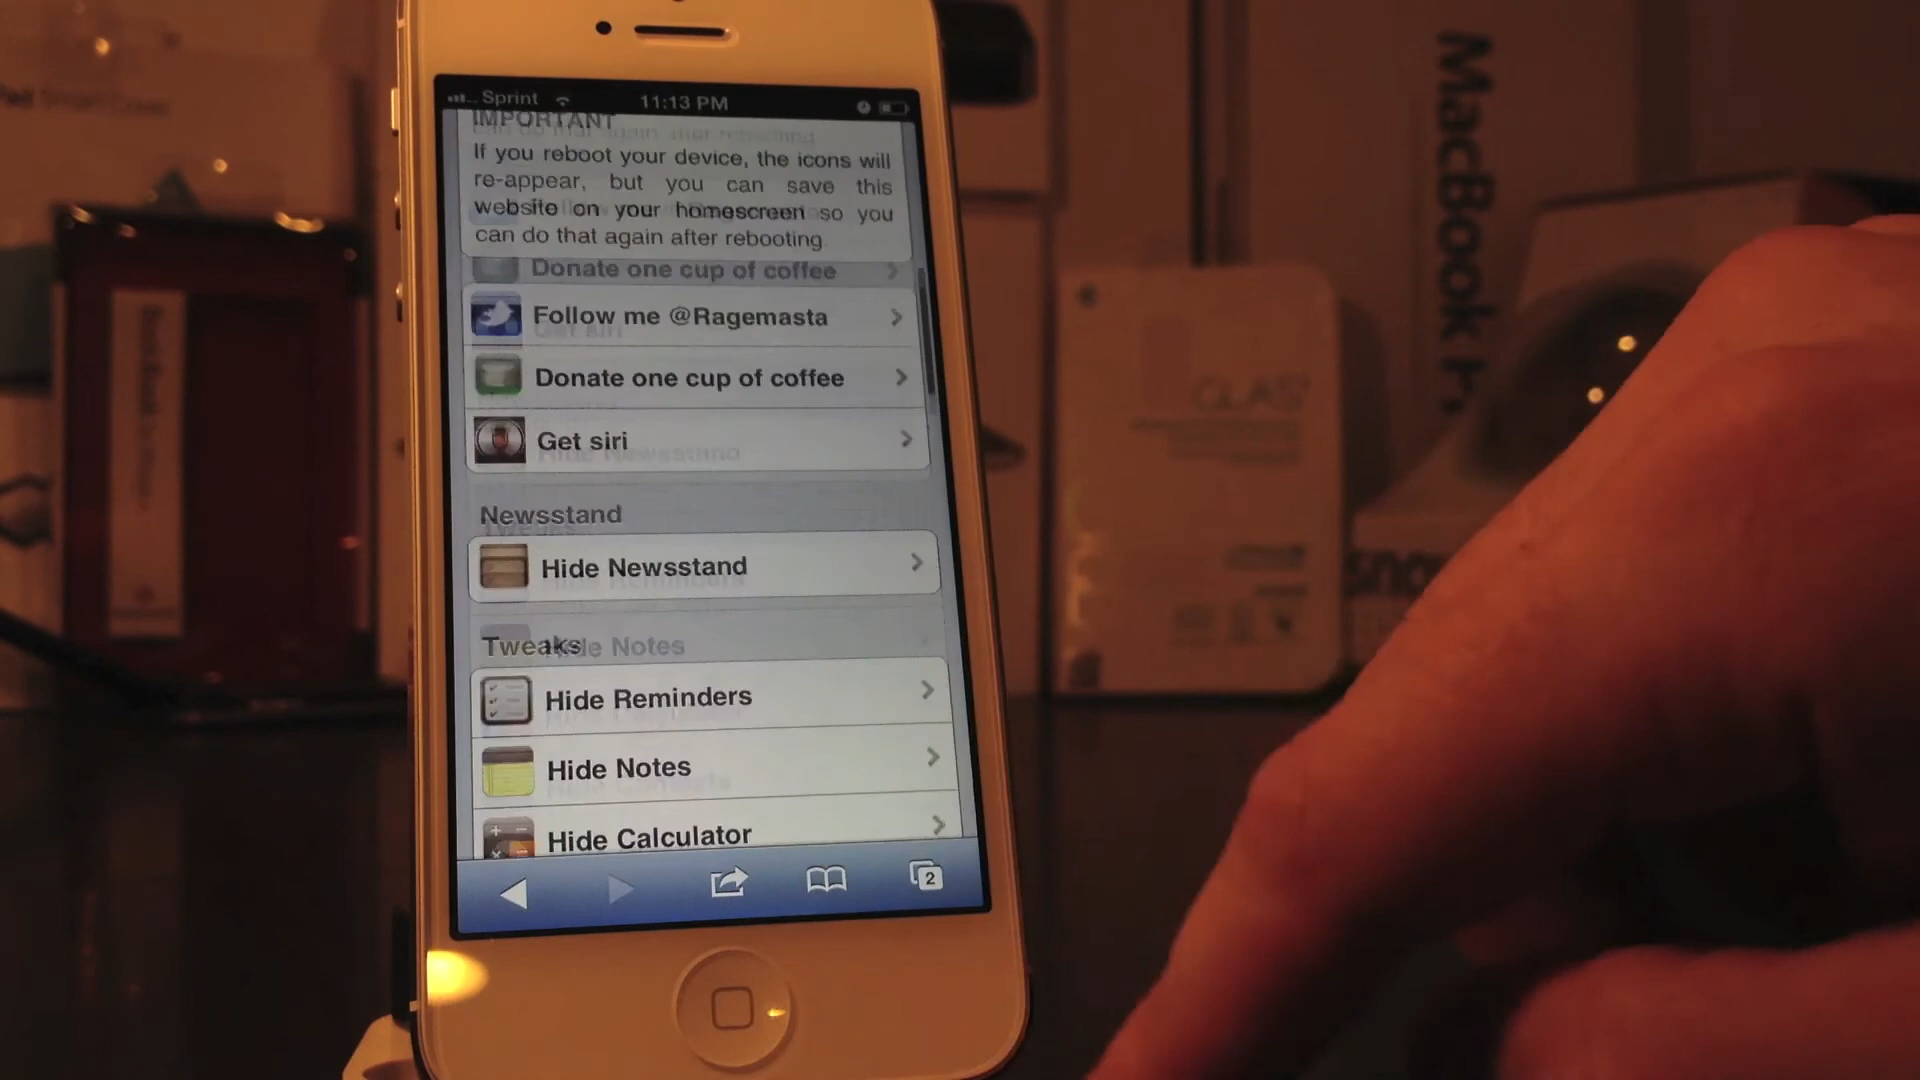 Sprint 11:13 PM
IMPORTANT
If you reboot your device, the icons will
re-appear, but you can save this
website on your homescreen so you
can do that again after rebooting
Donate one cup of coffee
Follow me @Ragemasta
Donate one cup of coffee
Get siri
Newsstand
Hide Newsstand
Tweaks
Hide Notes
Hide Reminders
Hide Notes
Hide Calculator
2
MacBook
GLAS